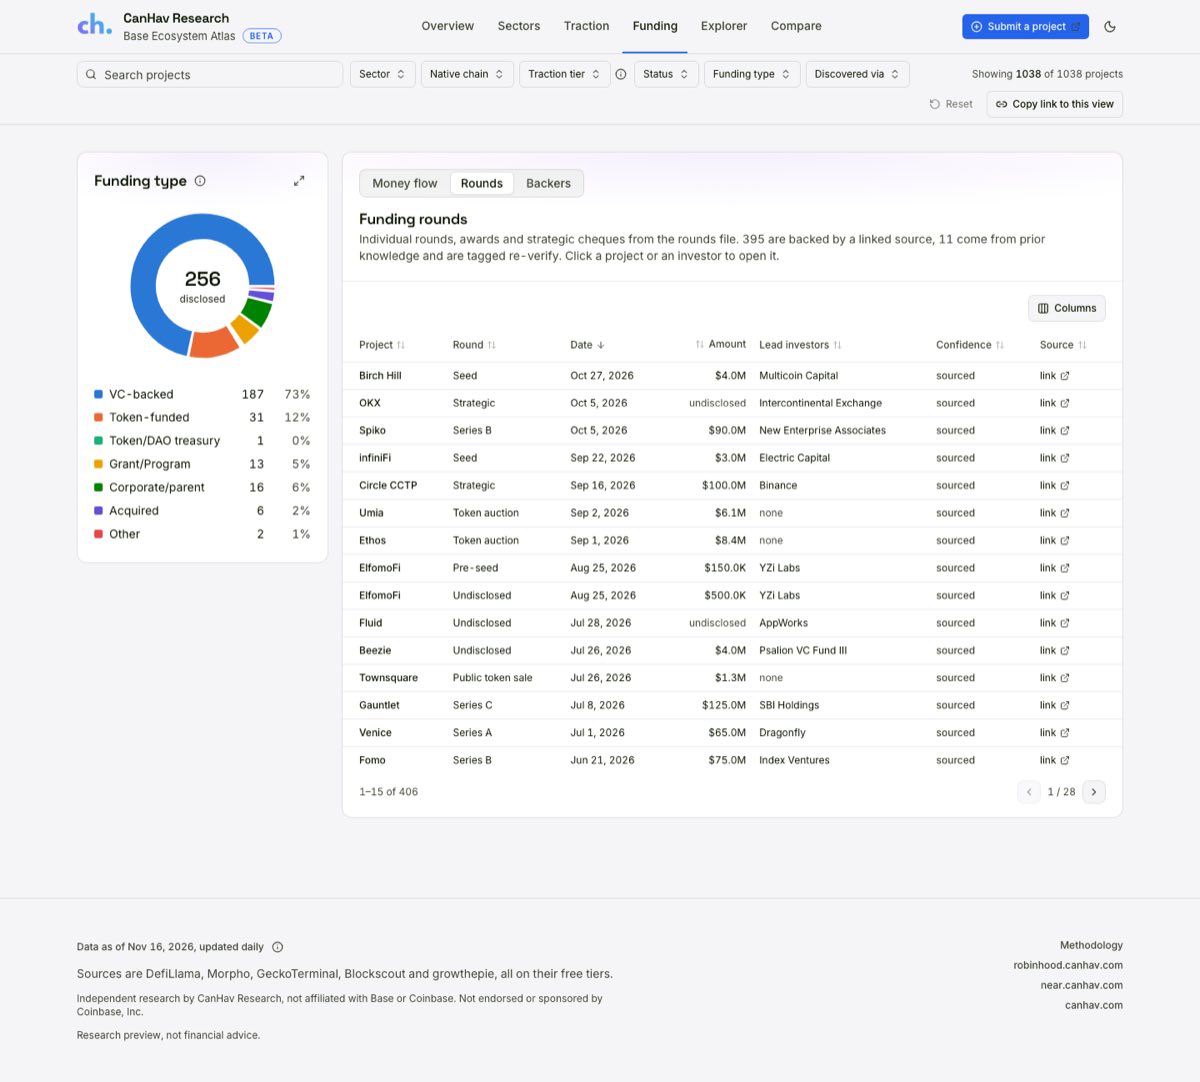 ch.
CanHav Research
Base Ecosystem Atlas BETA
Overview Sectors Traction Funding Explorer Compare
Submit a project
Search projects
Sector Native chain Traction tier Status Funding type Discovered via
Showing 1038 of 1038 projects
Reset Copy link to this view
Funding type
256
disclosed
VC-backed 187 73%
Token-funded 31 12%
Token/DAO treasury 1 0%
Grant/Program 13 5%
Corporate/parent 16 6%
Acquired 6 2%
Other 2 1%
Money flow Rounds Backers
Funding rounds
Individual rounds, awards and strategic cheques from the rounds file. 395 are backed by a linked source, 11 come from prior
knowledge and are tagged re-verify. Click a project or an investor to open it.
Columns
Project Round Date Amount Lead investors Confidence Source
Birch Hill Seed Oct 27, 2026 $4.0M Multicoin Capital sourced link
OKX Strategic Oct 5, 2026 undisclosed Intercontinental Exchange sourced link
Spiko Series B Oct 5, 2026 $90.0M New Enterprise Associates sourced link
infiniFi Seed Sep 22, 2026 $3.0M Electric Capital sourced link
Circle CCTP Strategic Sep 16, 2026 $100.0M Binance sourced link
Umia Token auction Sep 2, 2026 $6.1M none sourced link
Ethos Token auction Sep 1, 2026 $8.4M none sourced link
ElfomoFi Pre-seed Aug 25, 2026 $150.0K YZi Labs sourced link
ElfomoFi Undisclosed Aug 25, 2026 $500.0K YZi Labs sourced link
Fluid Undisclosed Jul 28, 2026 undisclosed AppWorks sourced link
Beezie Undisclosed Jul 26, 2026 $4.0M Psalion VC Fund III sourced link
Townsquare Public token sale Jul 26, 2026 $1.3M none sourced link
Gauntlet Series C Jul 8, 2026 $125.0M SBI Holdings sourced link
Venice Series A Jul 1, 2026 $65.0M Dragonfly sourced link
Fomo Series B Jun 21, 2026 $75.0M Index Ventures sourced link
1–15 of 406 1 / 28
Data as of Nov 16, 2026, updated daily
Sources are DefiLlama, Morpho, GeckoTerminal, Blockscout and growthepie, all on their free tiers.
Independent research by CanHav Research, not affiliated with Base or Coinbase. Not endorsed or sponsored by
Coinbase, Inc.
Research preview, not financial advice.
Methodology
robinhood.canhav.com
near.canhav.com
canhav.com